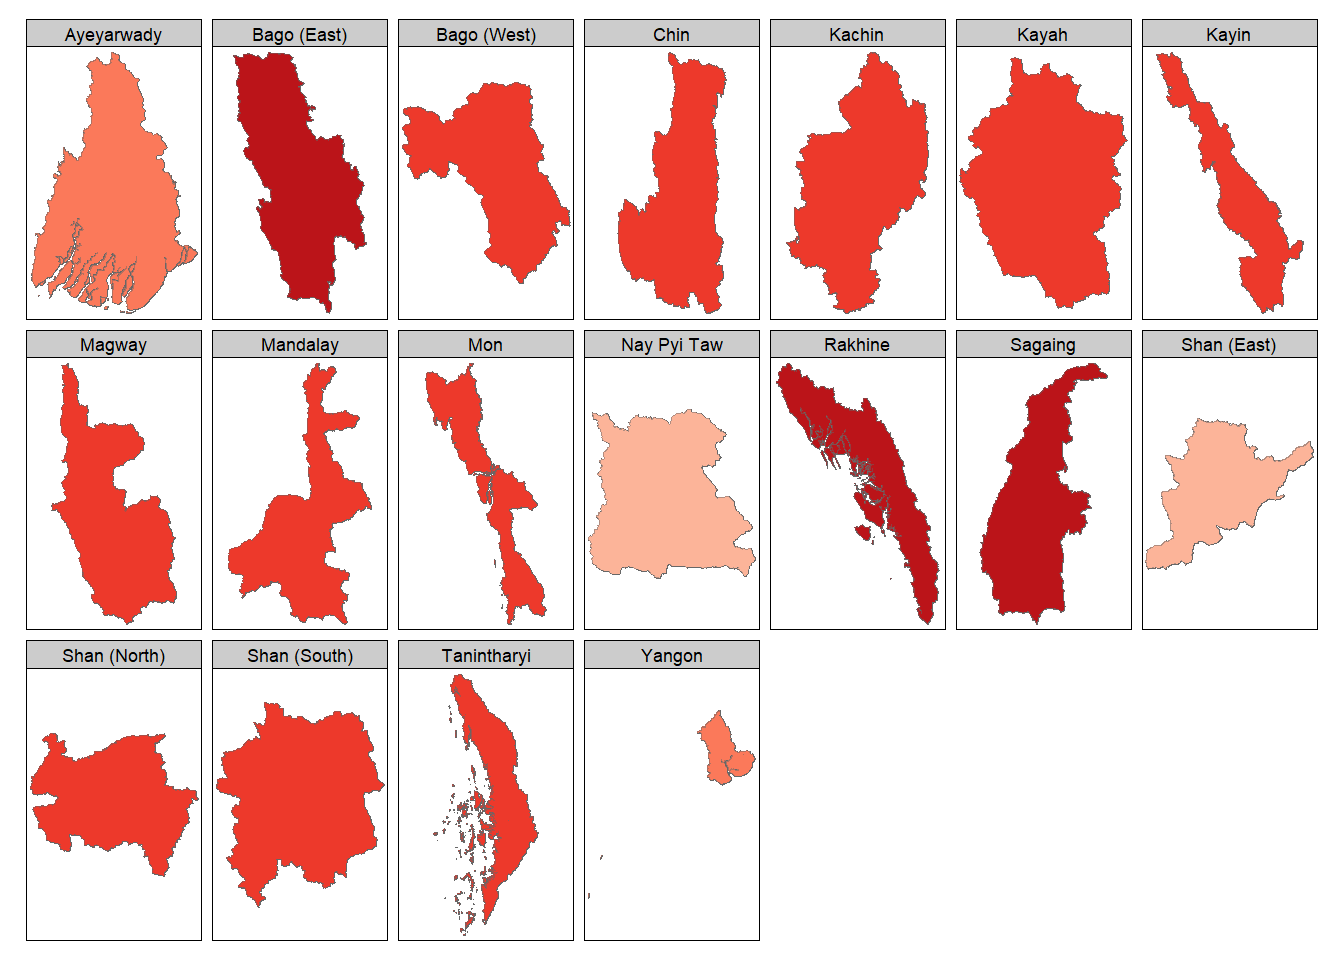 Ayeyarwady
Bago (East)
Bago (West)
Chin
Kachin
Kayah
Kayin
Magway
Mandalay
Mon
Nay Pyi Taw
Rakhine
Sagaing
Shan (East)
Shan (North)
Shan (South)
Tanintharyi
Yangon